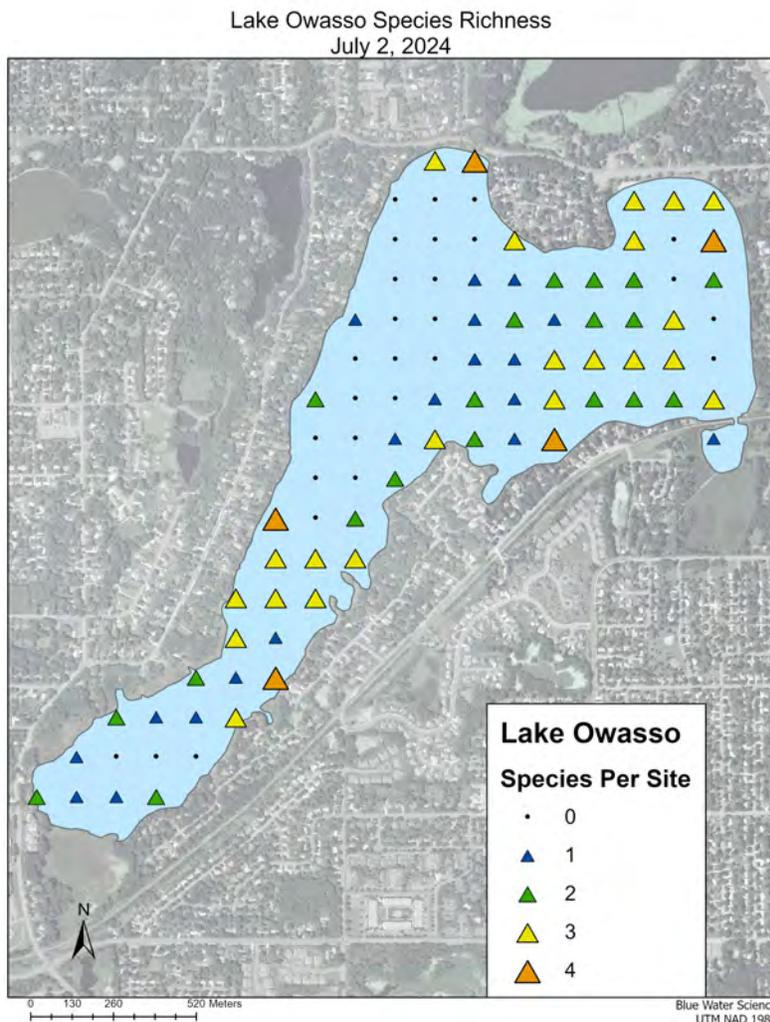 Lake Owasso Species Richness
July 2, 2024
Lake Owasso
Species Per Site
0
1
2
3
4
N
0 130 260 520 Meters
Blue Water Scienc
UTM NAD 198